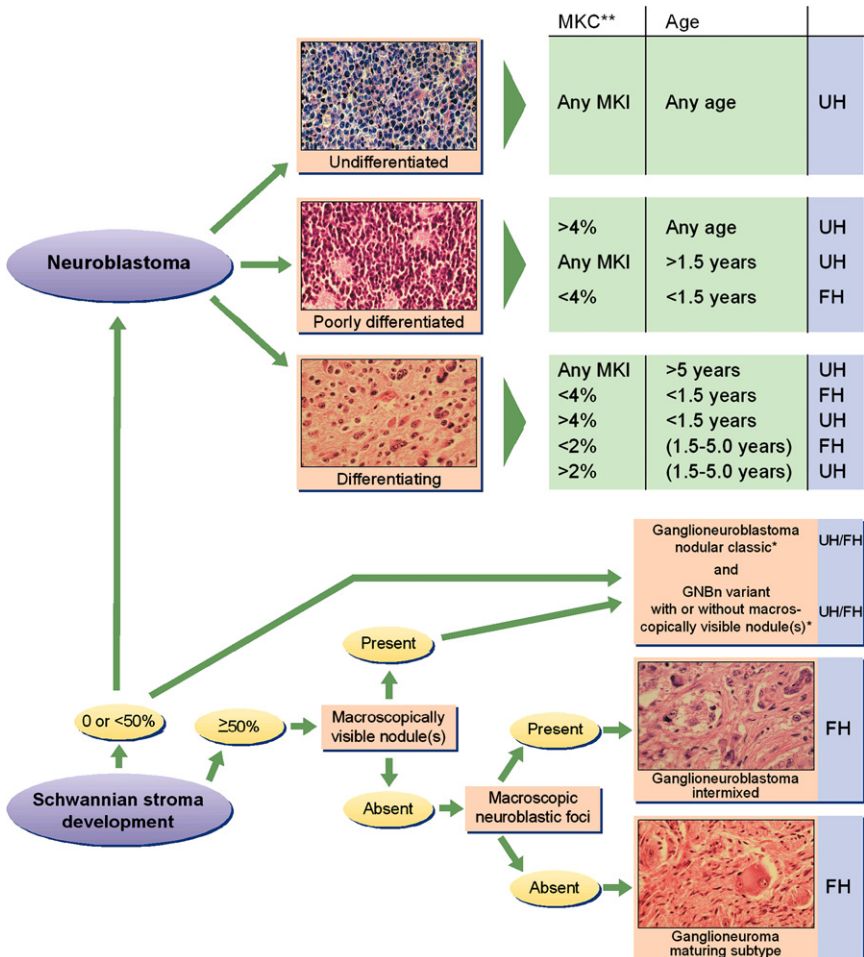 MKC** Age
Undifferentiated
Any MKI Any age UH
Neuroblastoma
Poorly differentiated
>4% Any age UH
Any MKI >1.5 years UH
<4% <1.5 years FH
Differentiating
Any MKI >5 years UH
<4% <1.5 years FH
>4% <1.5 years UH
<2% (1.5-5.0 years) FH
>2% (1.5-5.0 years) UH
Ganglioneuroblastoma
nodular classic*
UH/FH
and
GNBn variant
with or without macros-
copically visible nodule(s)*
UH/FH
Present
0 or <50%
≥50%
Macroscopically
visible nodule(s)
Present
Ganglioneuroblastoma
intermixed
FH
Schwannian stroma
development
Absent
Macroscopic
neuroblastic foci
Absent
Ganglioneuroma
maturing subtype
FH